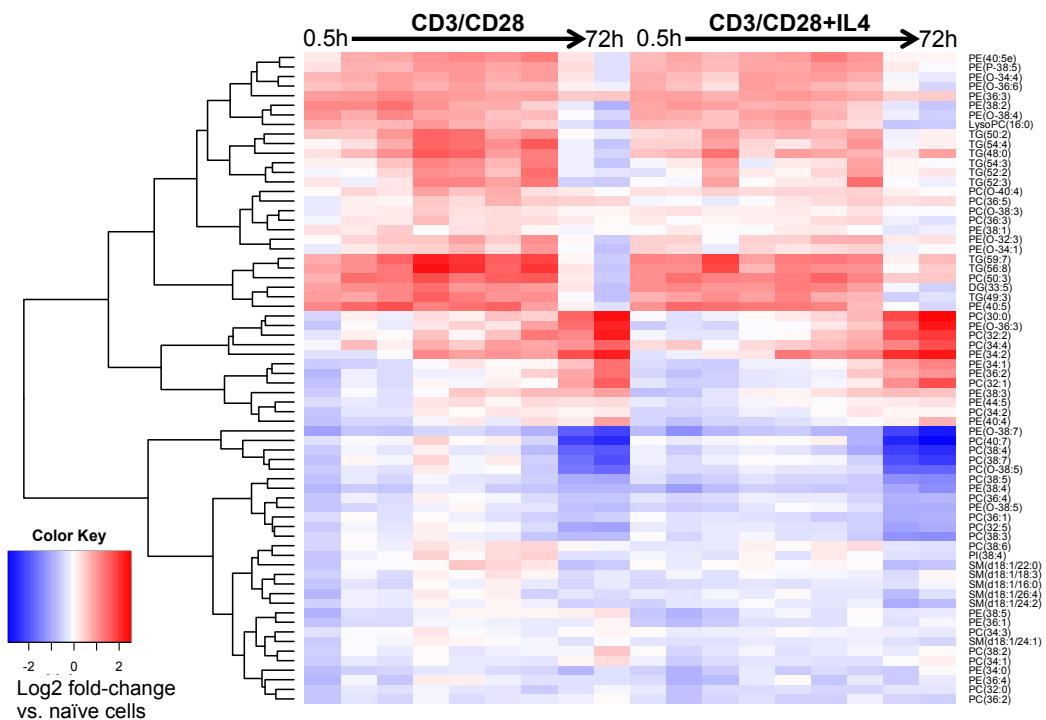 CD3/CD28
CD3/CD28+IL4
0.5h
72h
0.5h
72h
PE(40:5e)
PE(P-38:5)
PE(O-34:4)
PE(O-36:6)
PE(36:3)
PE(38:2)
PE(O-38:4)
LysoPC(16:0)
TG(50:2)
TG(54:4)
TG(48:0)
TG(54:3)
TG(52:2)
TG(52:3)
PC(O-40:4)
PC(36:5)
PC(O-38:3)
PC(36:3)
PE(38:1)
PE(O-32:3)
PE(O-34:1)
TG(59:7)
TG(56:8)
PC(50:3)
DG(33:5)
TG(49:3)
PE(40:5)
PC(30:0)
PE(O-36:3)
PC(32:2)
PC(34:4)
PE(34:2)
PE(34:1)
PE(36:2)
PC(32:1)
PE(38:3)
PE(44:5)
PC(34:2)
PE(40:4)
PE(O-38:7)
PC(40:7)
PC(38:4)
PC(38:7)
PC(O-38:5)
PC(38:5)
PE(38:4)
PC(36:4)
PE(O-38:5)
PC(36:1)
PC(32:5)
PC(38:3)
PC(38:6)
PI(38:4)
SM(d18:1/22:0)
SM(d18:1/18:3)
SM(d18:1/16:0)
SM(d18:1/26:4)
SM(d18:1/24:2)
PE(38:5)
PE(36:1)
PC(34:3)
SM(d18:1/24:1)
PC(38:2)
PC(34:1)
PE(34:0)
PE(36:4)
PC(32:0)
PC(36:2)
Color Key
-2 0 2
Log2 fold-change
vs. naïve cells